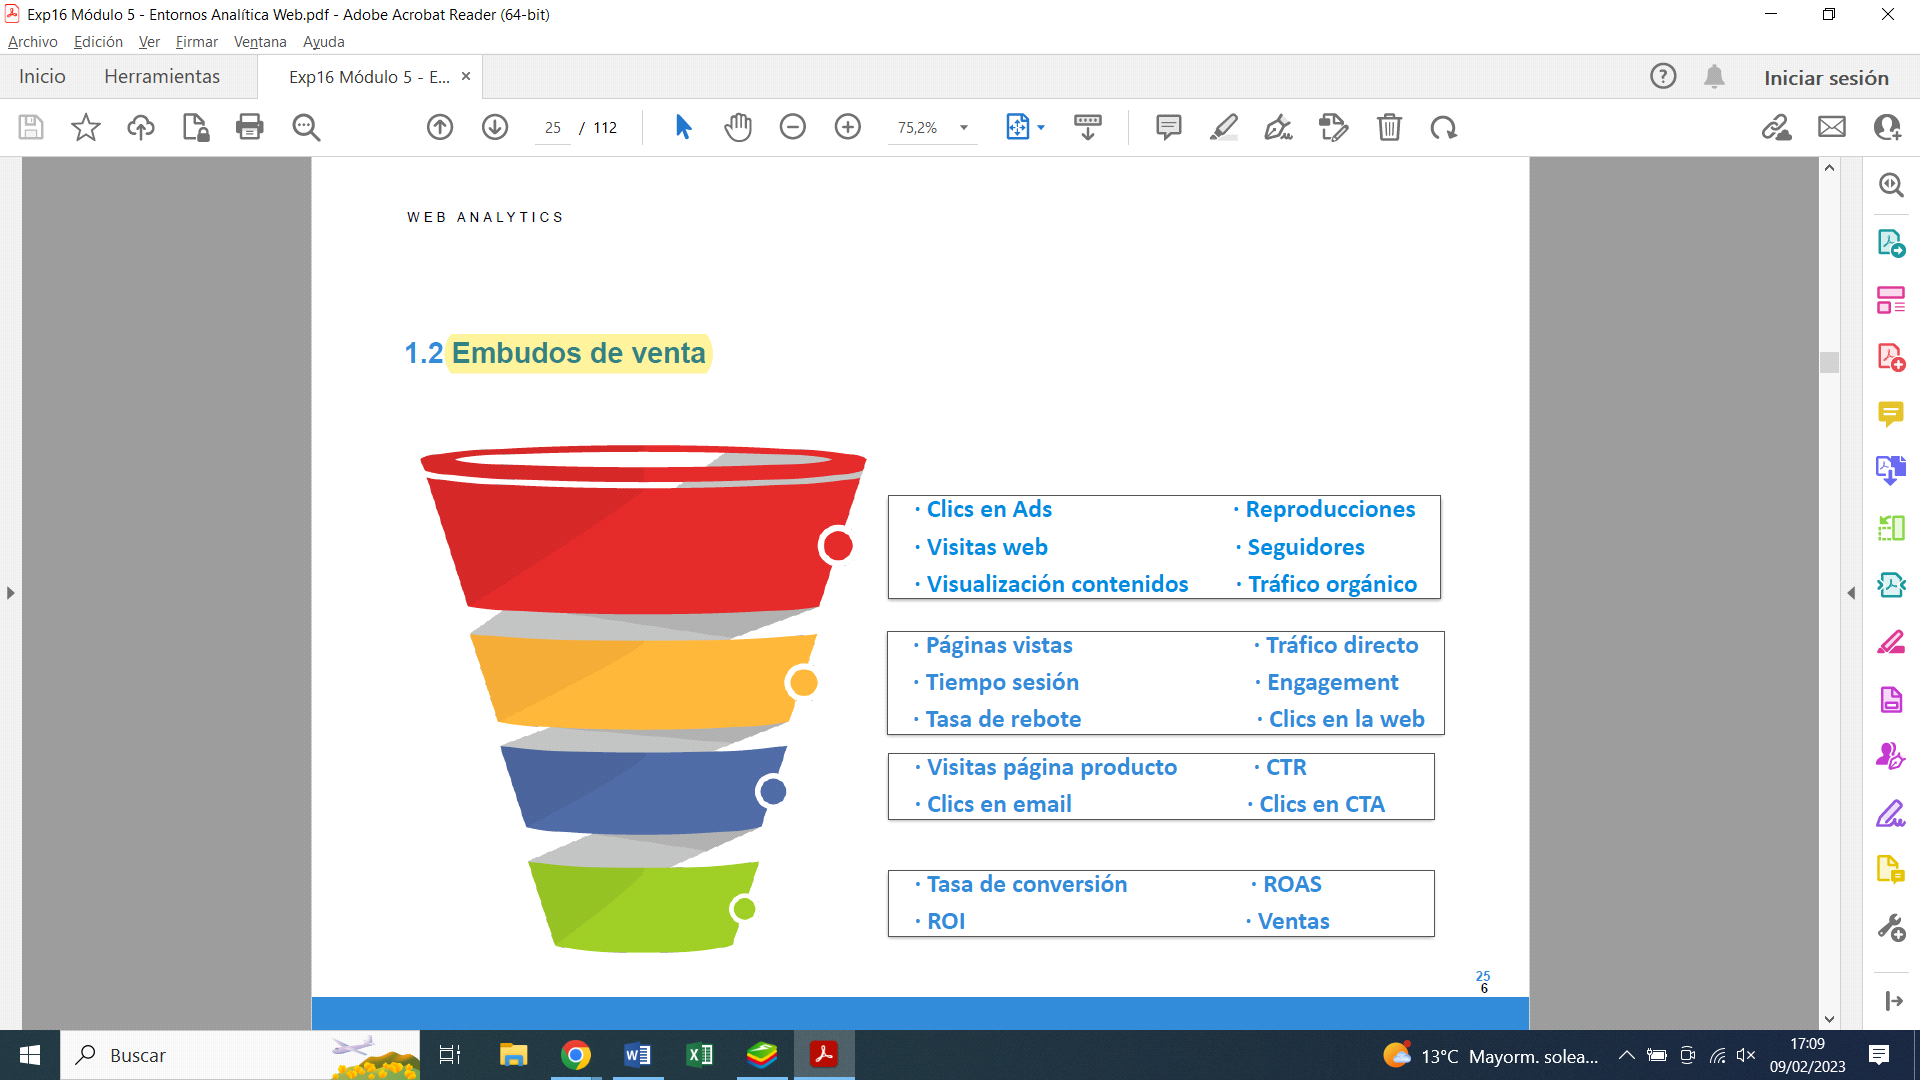 Exp16 Módulo 5 - Entornos Analítica Web.pdf - Adobe Acrobat Reader (64-bit)
Archivo Edición Ver Firmar Ventana Ayuda
Inicio Herramientas Exp16 Módulo 5 - E... × Iniciar sesión
25 / 112 75,2%
WEB ANALYTICS
1.2 Embudos de venta
· Clics en Ads · Reproducciones
· Visitas web · Seguidores
· Visualización contenidos · Tráfico orgánico
· Páginas vistas · Tráfico directo
· Tiempo sesión · Engagement
· Tasa de rebote · Clics en la web
· Visitas página producto · CTR
· Clics en email · Clics en CTA
· Tasa de conversión · ROAS
· ROI · Ventas
25
6
Buscar
13°C Mayorm. solea...
17:09
09/02/2023